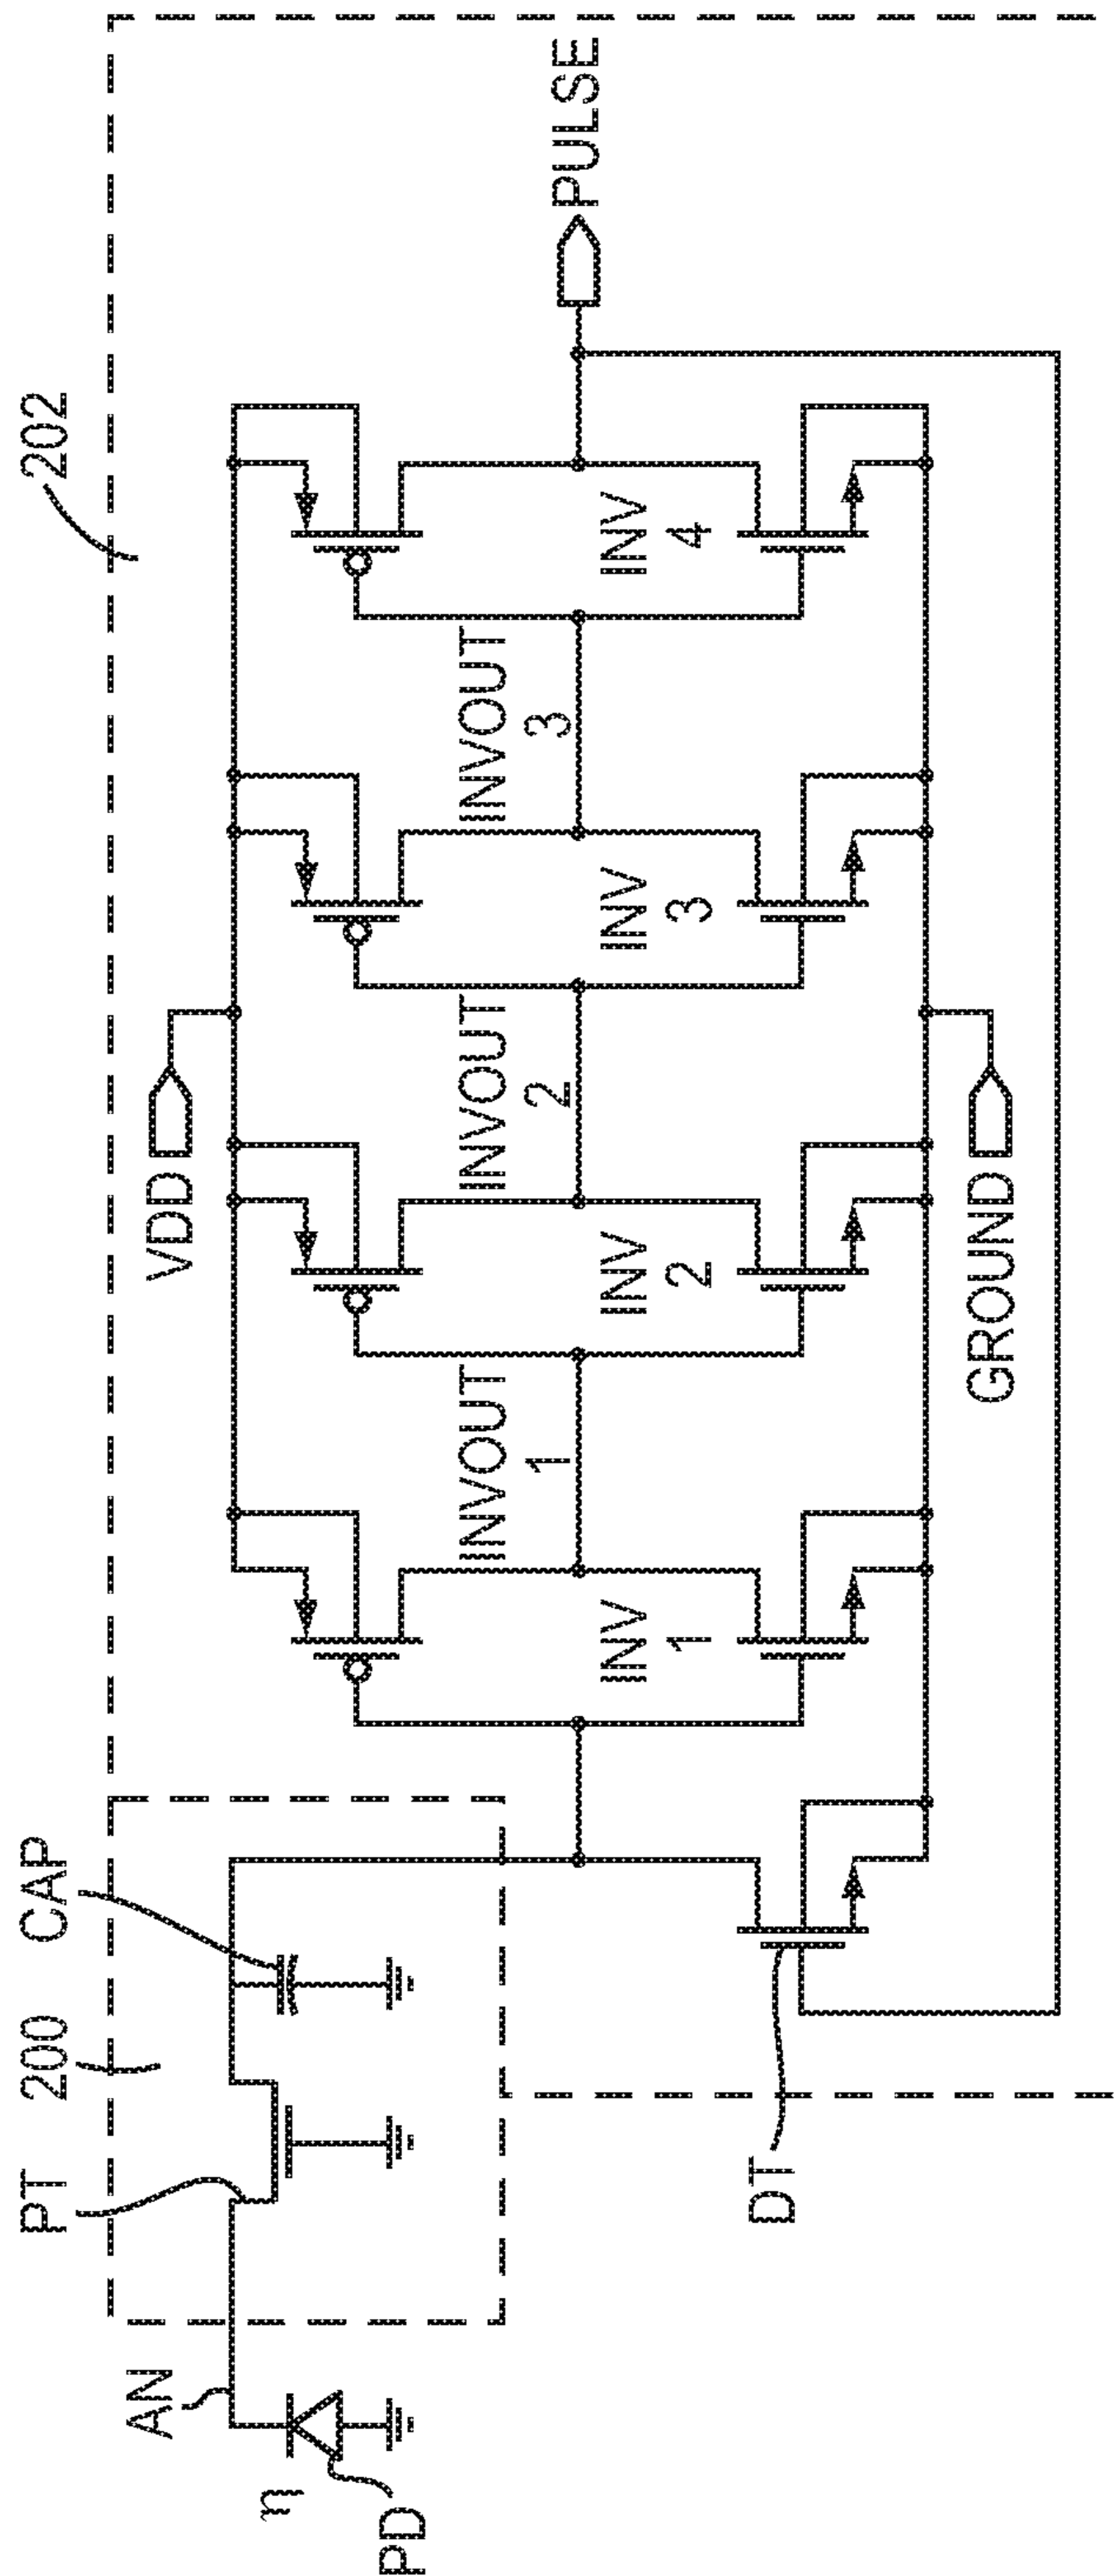 202
PT
200
CAP
AN
η
PD
VDD
INVOUT
1
INVOUT
2
INVOUT
3
INV
1
INV
2
INV
3
INV
4
PULSE
DT
GROUND